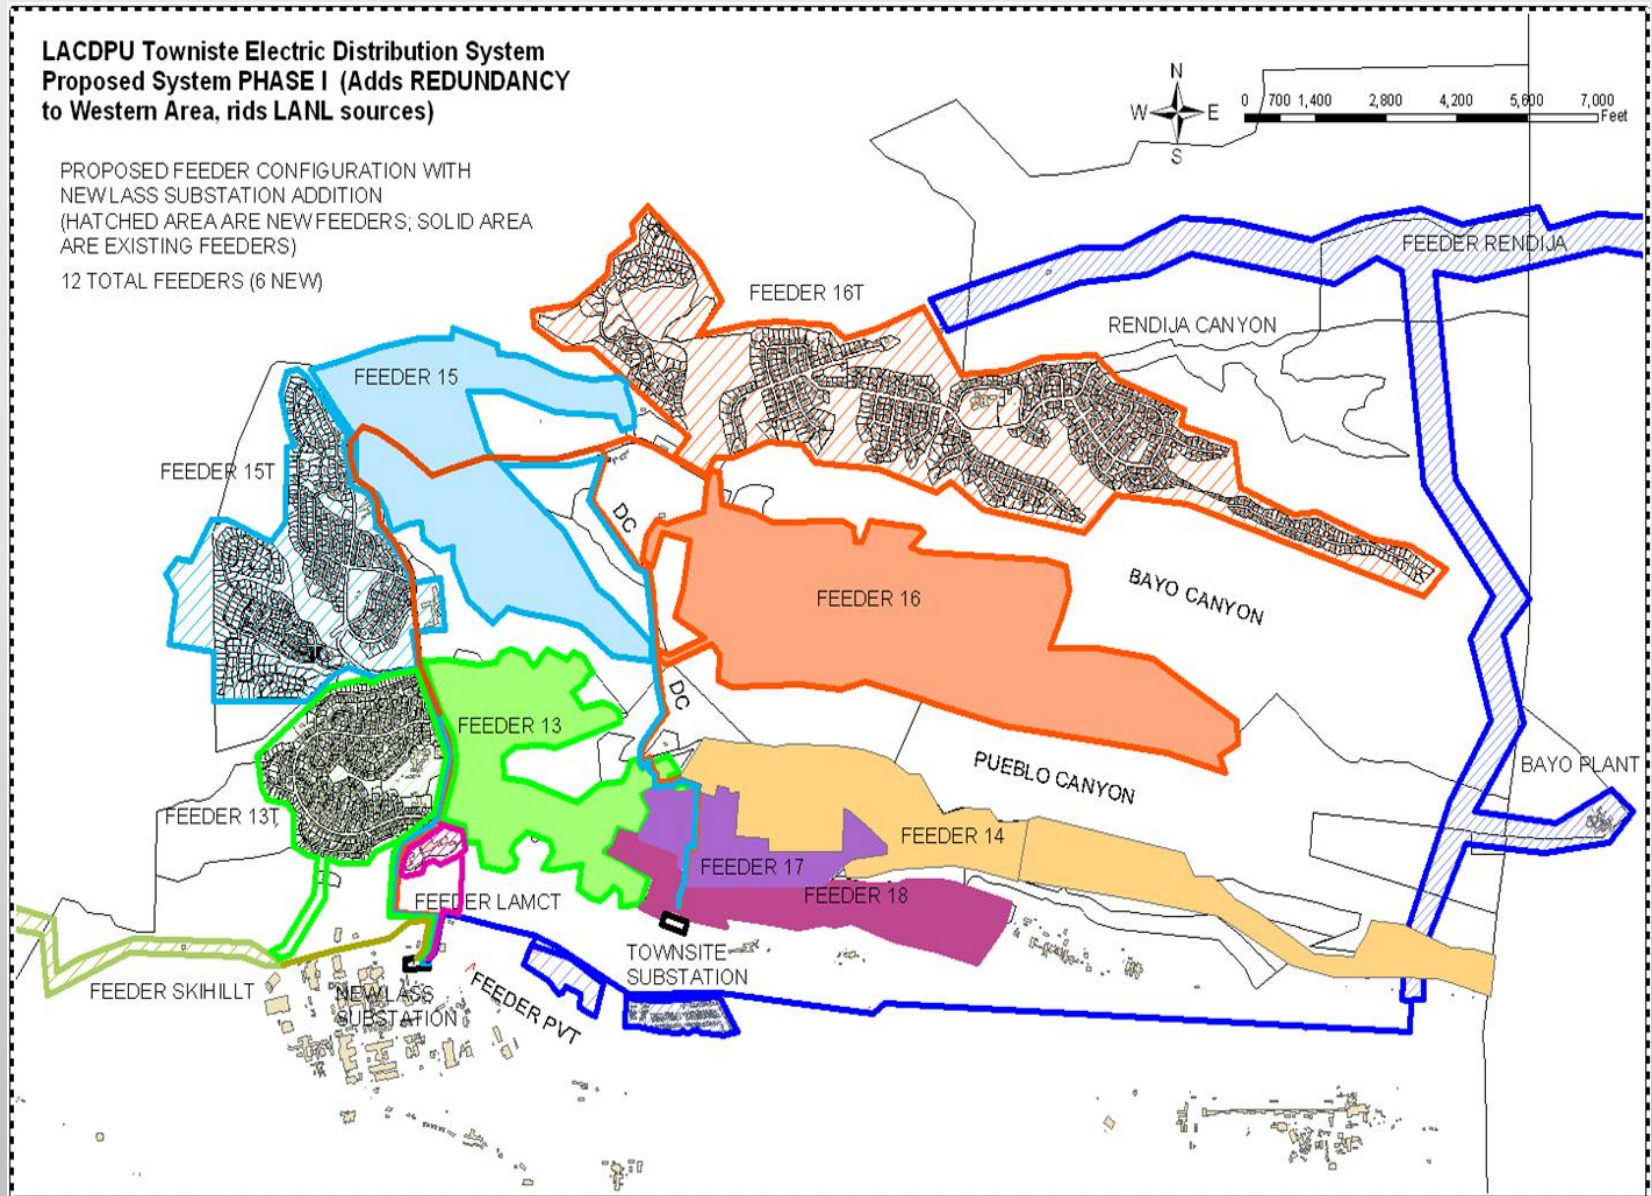 LACDPU Towniste Electric Distribution System
Proposed System PHASE I (Adds REDUNDANCY
to Western Area, rids LANL sources)
PROPOSED FEEDER CONFIGURATION WITH
NEW LASS SUBSTATION ADDITION
(HATCHED AREA ARE NEW FEEDERS; SOLID AREA
ARE EXISTING FEEDERS)
12 TOTAL FEEDERS (6 NEW)
N
W E
S
0 700 1,400 2,800 4,200 5,600 7,000
Feet
FEEDER RENDIJA
FEEDER 16T
RENDIJA CANYON
FEEDER 15
FEEDER 15T
DC
BAYO CANYON
FEEDER 16
DC
FEEDER 13
PUEBLO CANYON
BAYO PLANT
FEEDER 13T
FEEDER 14
FEEDER 17
FEEDER 18
FEEDER LAMCT
TOWNSITE
SUBSTATION
FEEDER SKIHILLT
NEW LASS
SUBSTATION
FEEDER PVT